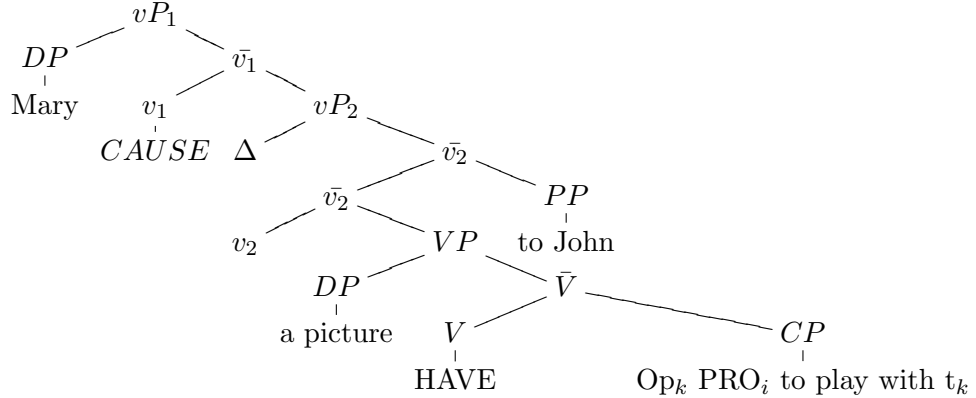 vP₁
DP v̄₁
Mary v₁ vP₂
CAUSE Δ v̄₂
v̄₂ PP
v₂ VP to John
DP V̄
a picture V CP
HAVE Opₖ PROᵢ to play with tₖ